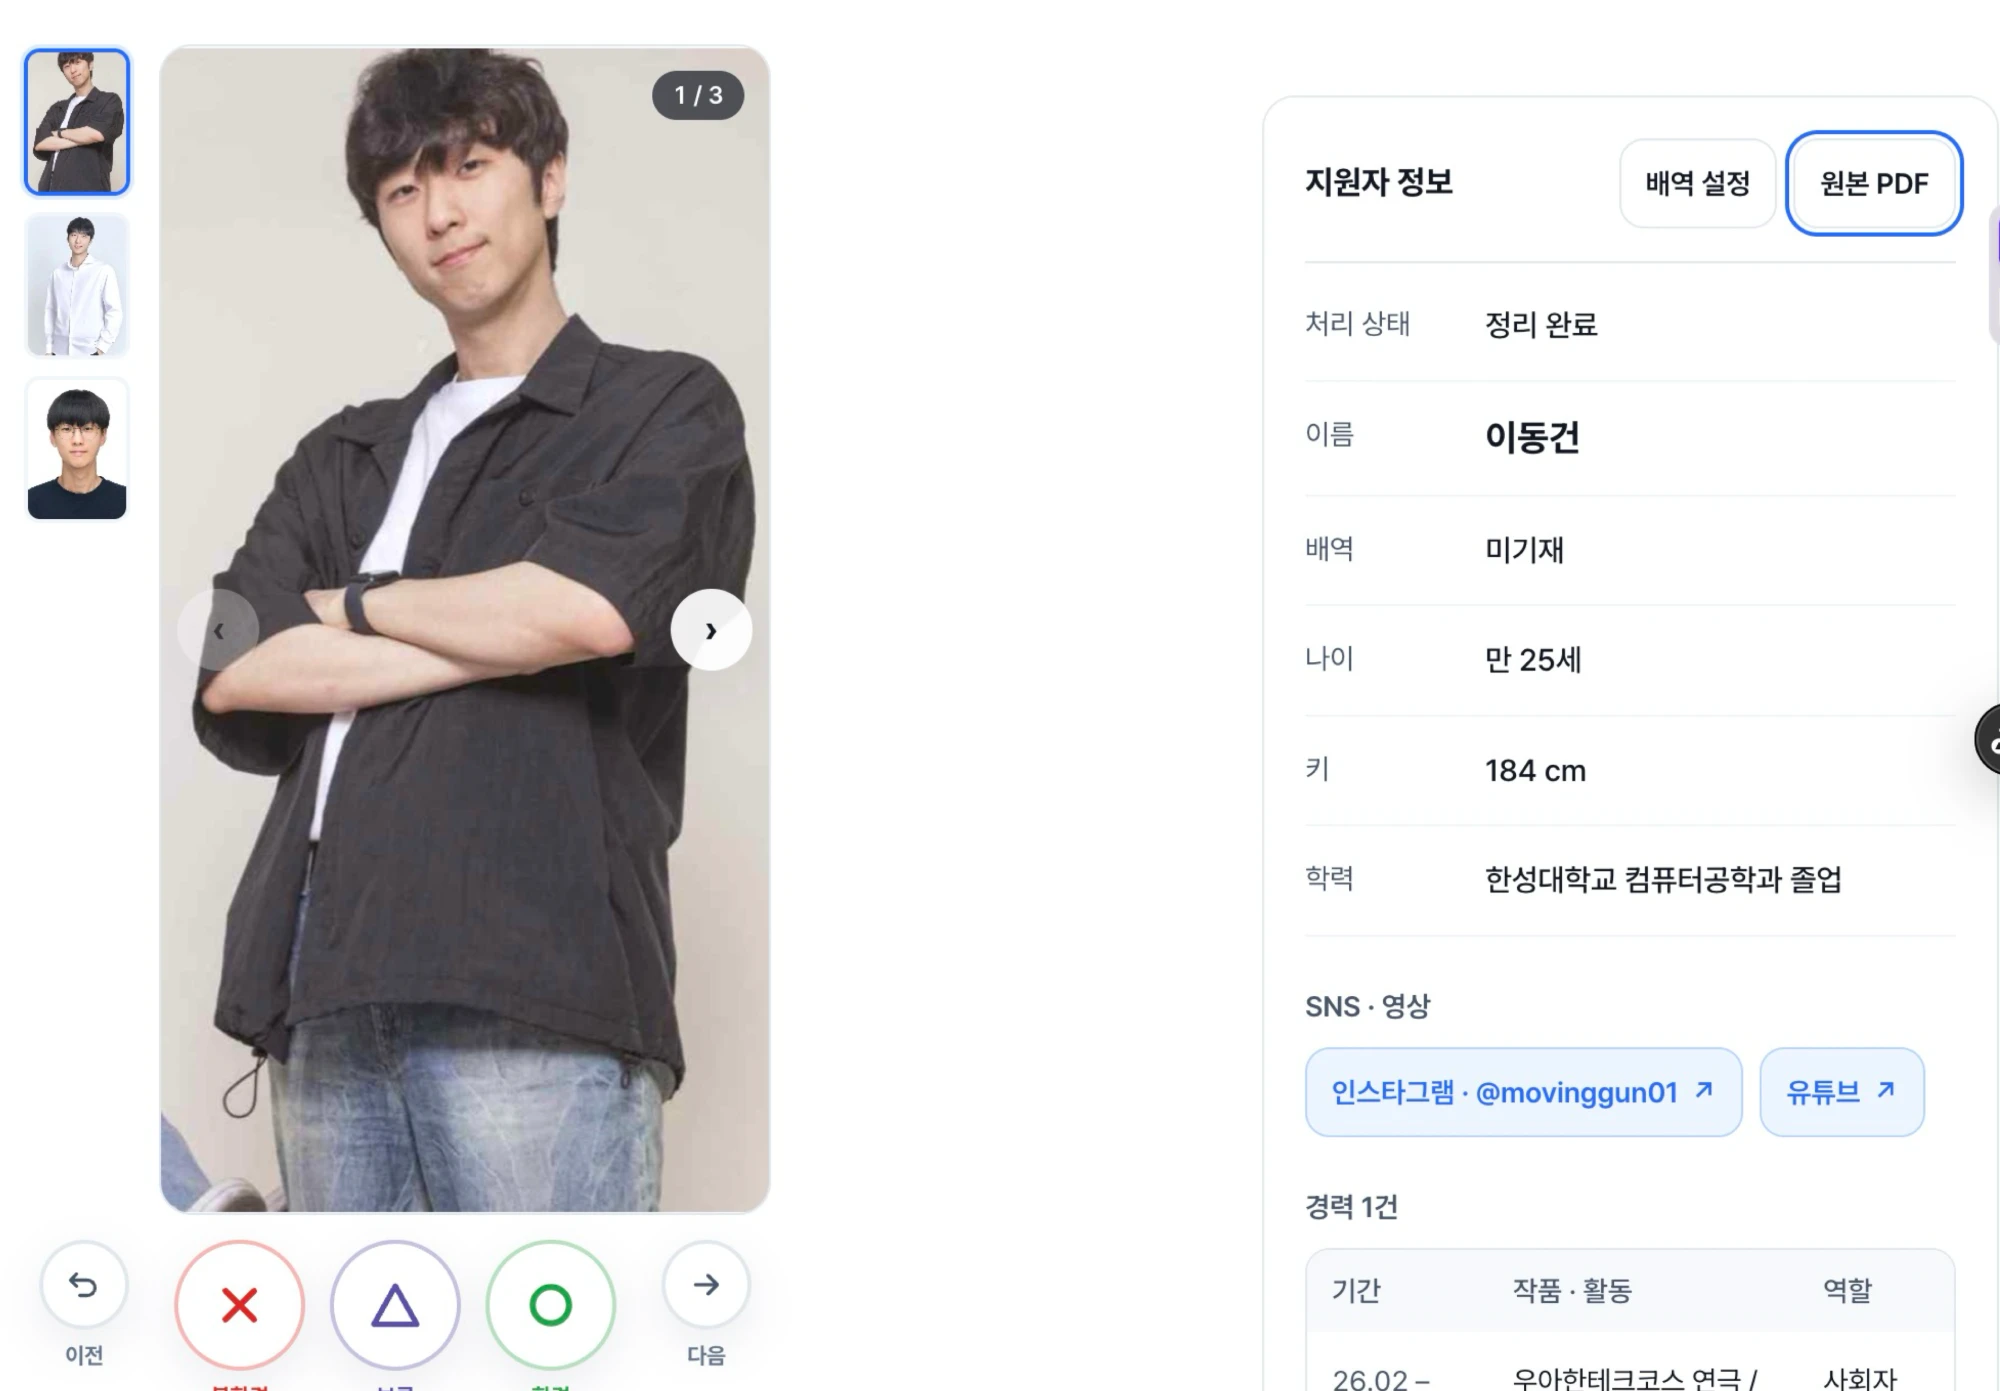 1 / 3
지원자 정보
배역 설정
원본 PDF
처리 상태 정리 완료
이름 이동건
배역 미기재
나이 만 25세
키 184 cm
학력 한성대학교 컴퓨터공학과 졸업
SNS · 영상
인스타그램 · @movinggun01 ↗
유튜브 ↗
경력 1건
기간 작품 · 활동 역할
26.02 – 우아한테크코스 연극 / 사회자
이전
다음